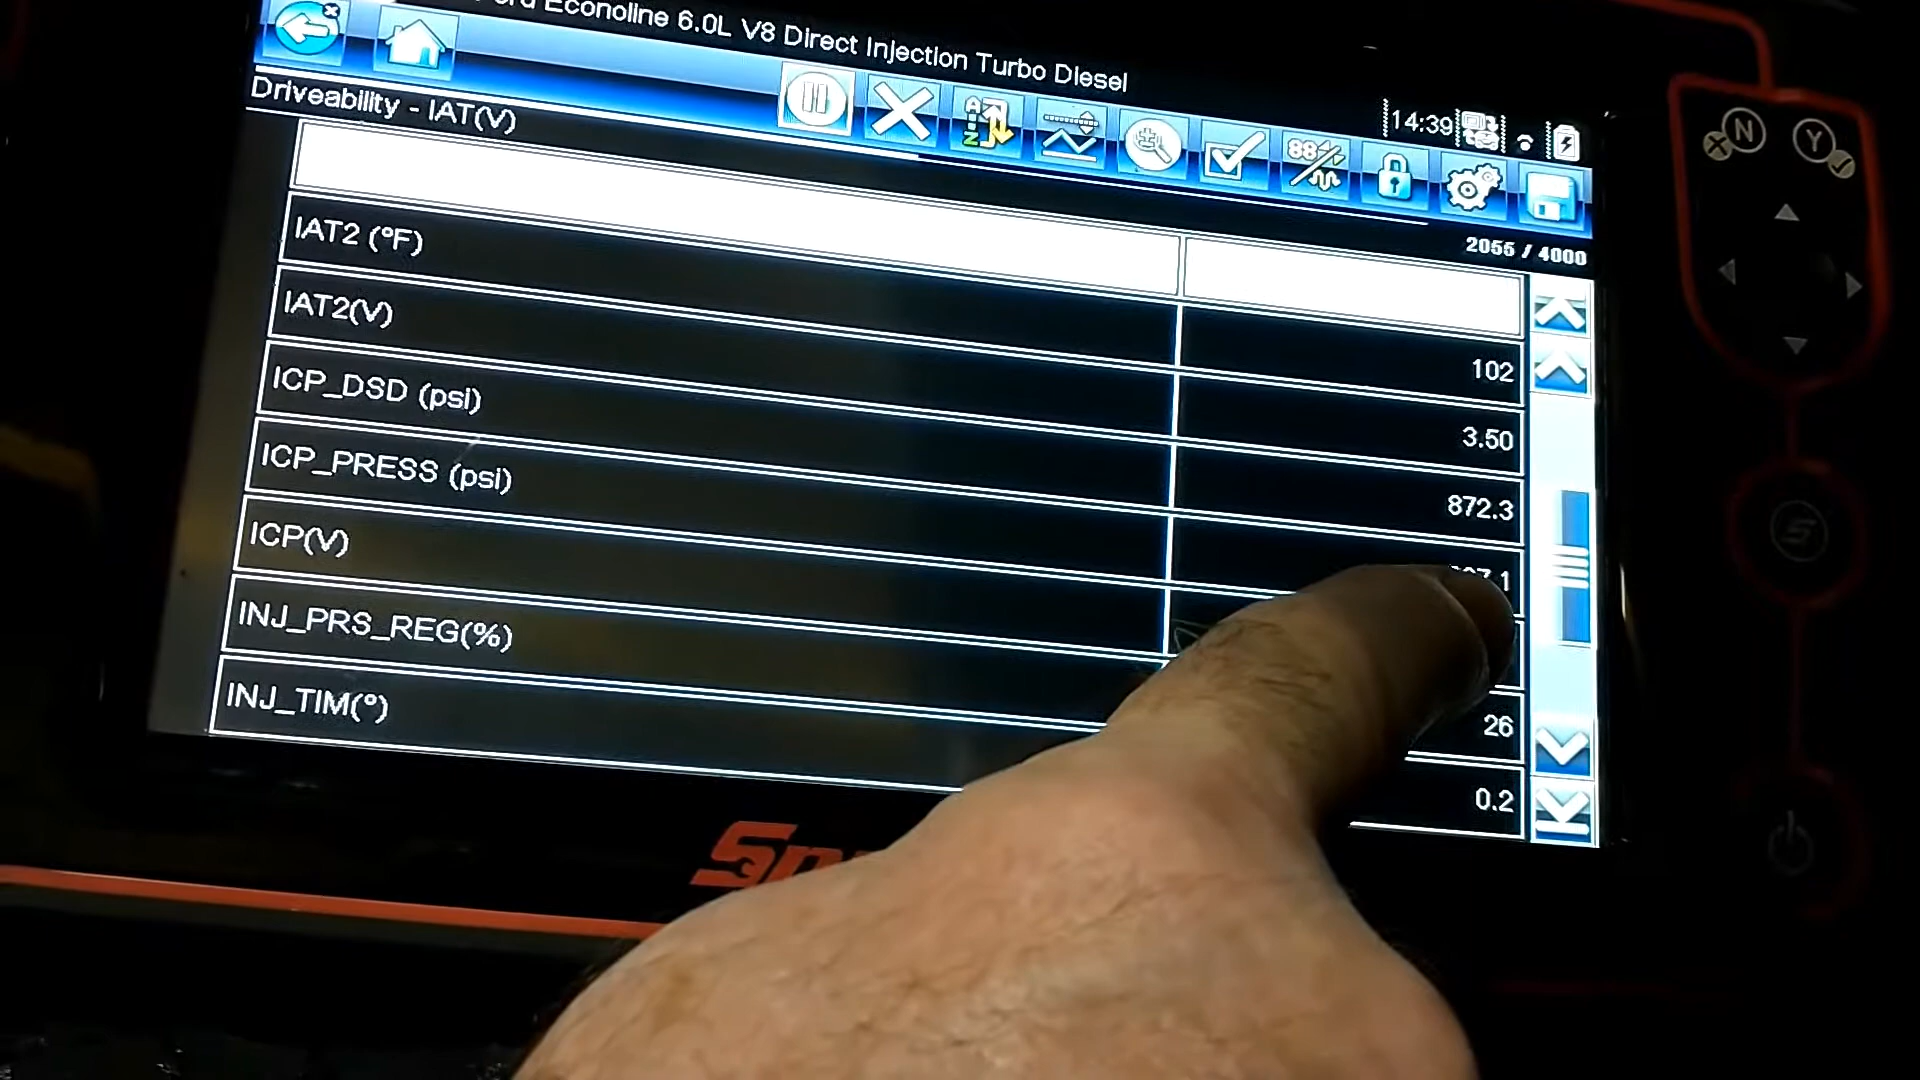 Econoline 6.0L V8 Direct Injection Turbo Diesel
14:39
Driveability - IAT(V)
2055 / 4000
IAT2 (°F) 102
IAT2(V) 3.50
ICP_DSD (psi) 872.3
ICP_PRESS (psi)
ICP(V)
INJ_PRS_REG(%) 26
INJ_TIM(°) 0.2
N
Y